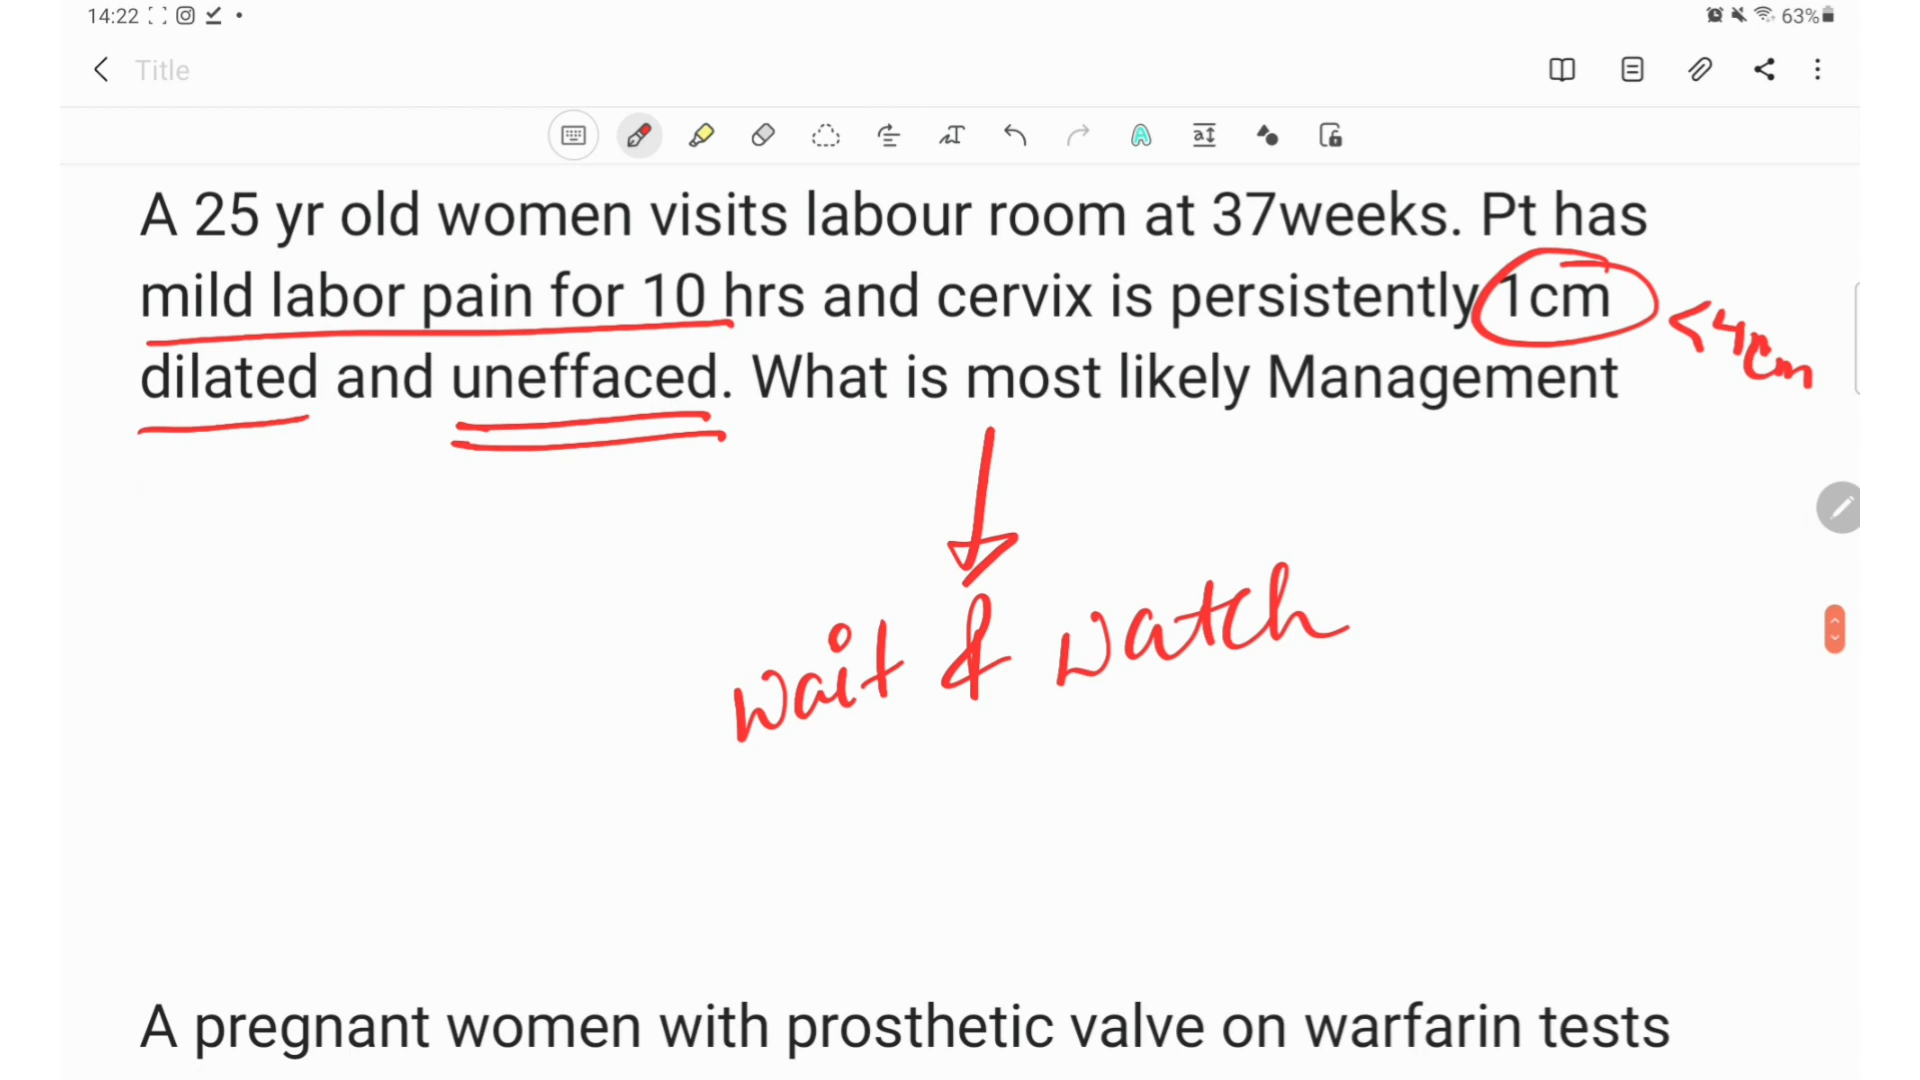 14:22
63%
Title
A 25 yr old women visits labour room at 37weeks. Pt has
mild labor pain for 10 hrs and cervix is persistently 1cm
<4cm
dilated and uneffaced. What is most likely Management
wait & watch
A pregnant women with prosthetic valve on warfarin tests